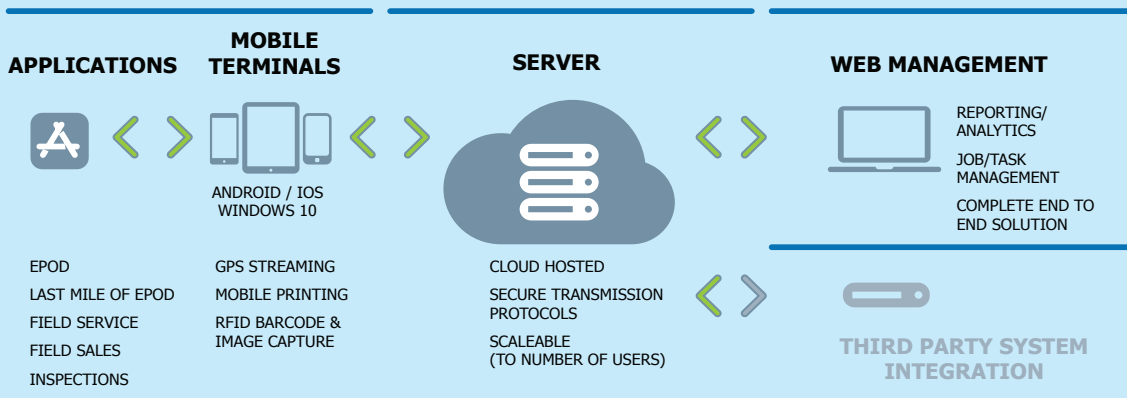 APPLICATIONS
MOBILE
TERMINALS
ANDROID / IOS
WINDOWS 10
SERVER
WEB MANAGEMENT
REPORTING/
ANALYTICS
JOB/TASK
MANAGEMENT
COMPLETE END TO
END SOLUTION
EPOD
LAST MILE OF EPOD
FIELD SERVICE
FIELD SALES
INSPECTIONS
GPS STREAMING
MOBILE PRINTING
RFID BARCODE &
IMAGE CAPTURE
CLOUD HOSTED
SECURE TRANSMISSION
PROTOCOLS
SCALEABLE
(TO NUMBER OF USERS)
THIRD PARTY SYSTEM
INTEGRATION